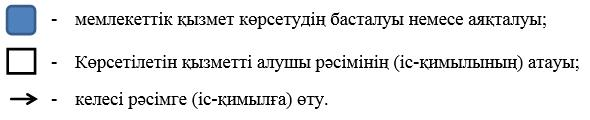 - мемлекеттік қызмет көрсетудің басталуы немесе аяқталуы;
- Көрсетілетін қызметті алушы рәсімінің (іс-қимылының) атауы;
- келесі рәсімге (іс-қимылға) өту.